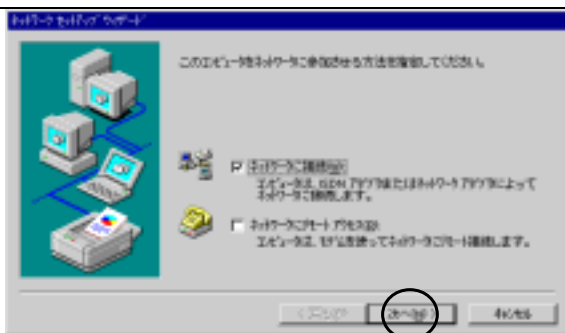 ネットワーク セットアップ ウィザード
このコンピュータをネットワークに参加させる方法を指定してください。
ネットワークに接続(W):
コンピュータは、ISDN アダプタまたはネットワーク アダプタによって
ネットワークに接続します。
ネットワークにリモート アクセス(R):
コンピュータは、モデムを使ってネットワークにリモート接続します。
< 戻る(B)
次へ(N) >
キャンセル